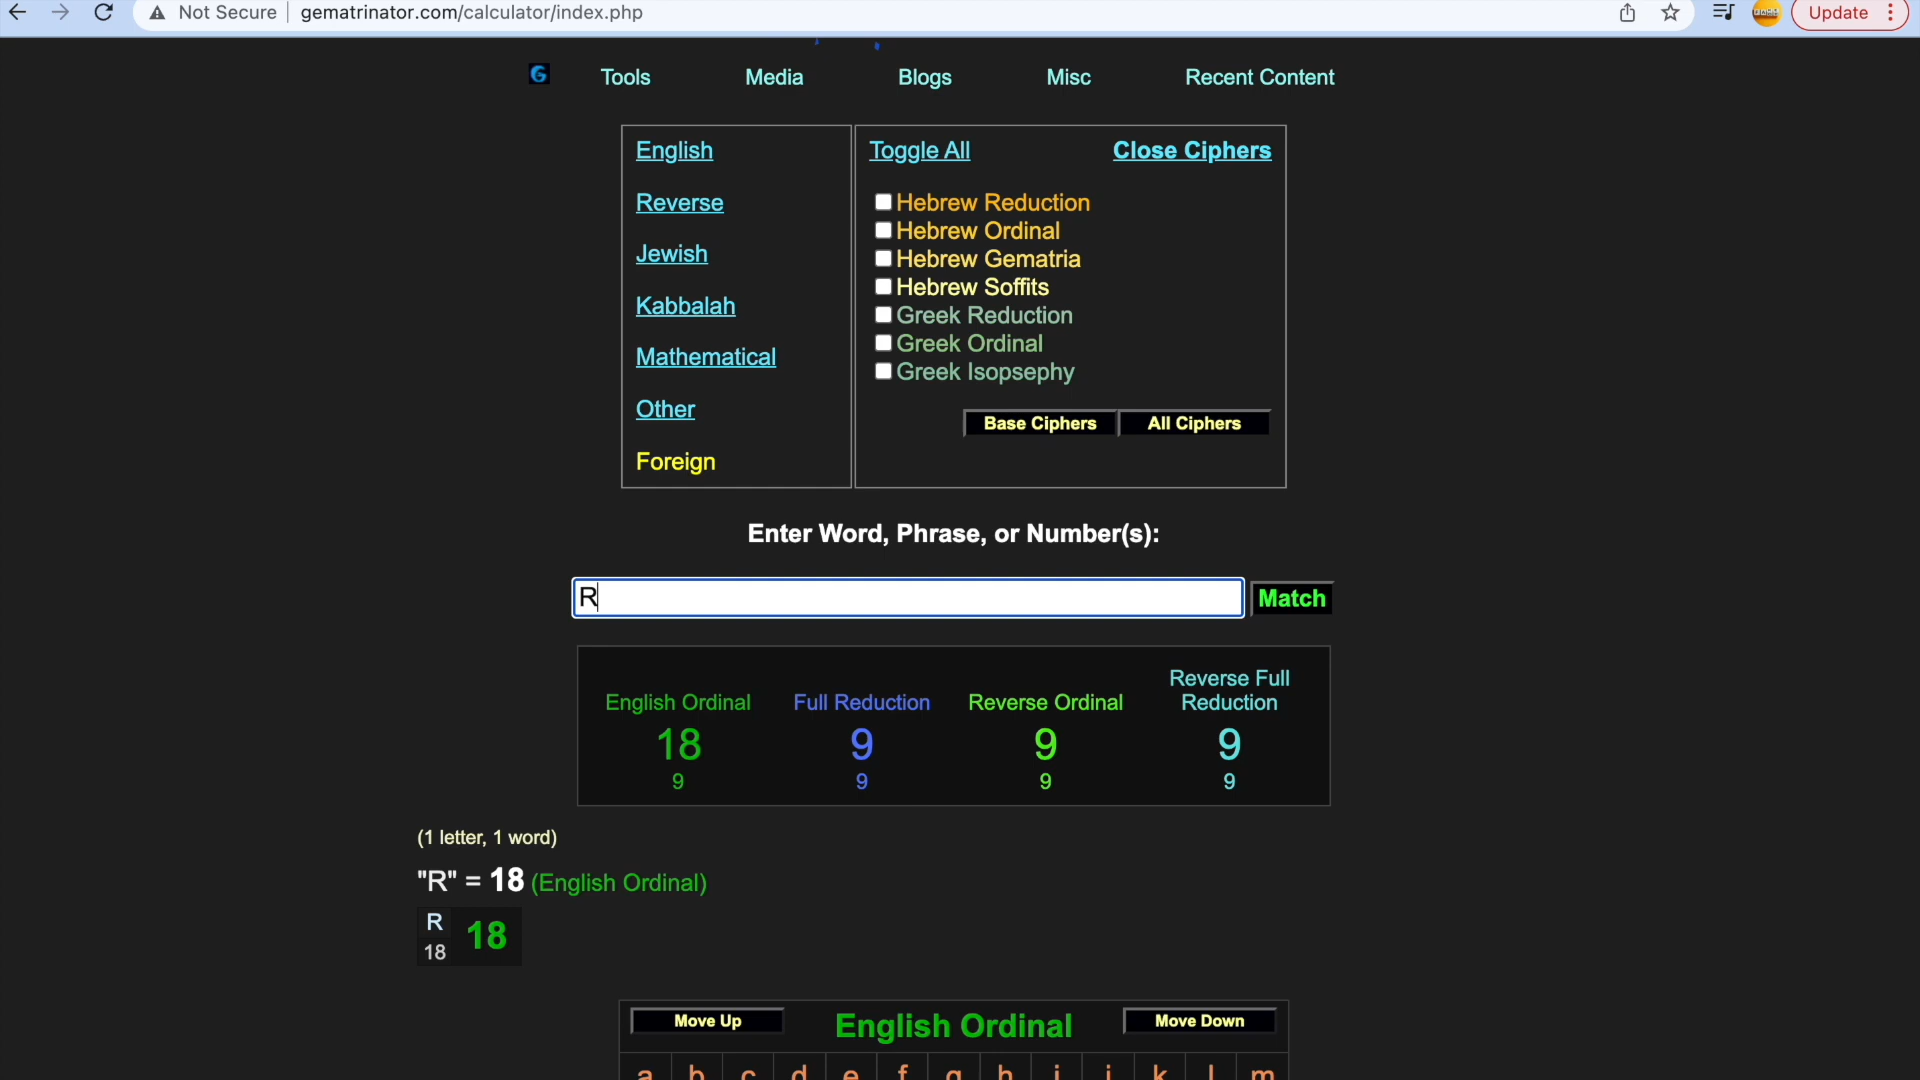 Not Secure gematrinator.com/calculator/index.php Update
G Tools Media Blogs Misc Recent Content
English
Reverse
Jewish
Kabbalah
Mathematical
Other
Foreign
Toggle All Close Ciphers
Hebrew Reduction
Hebrew Ordinal
Hebrew Gematria
Hebrew Soffits
Greek Reduction
Greek Ordinal
Greek Isopsephy
Base Ciphers All Ciphers
Enter Word, Phrase, or Number(s):
R Match
English Ordinal Full Reduction Reverse Ordinal Reverse Full Reduction
18 9 9 9
9 9 9 9
(1 letter, 1 word)
"R" = 18 (English Ordinal)
R 18
18
Move Up English Ordinal Move Down
a b c d e f g h i j k l m